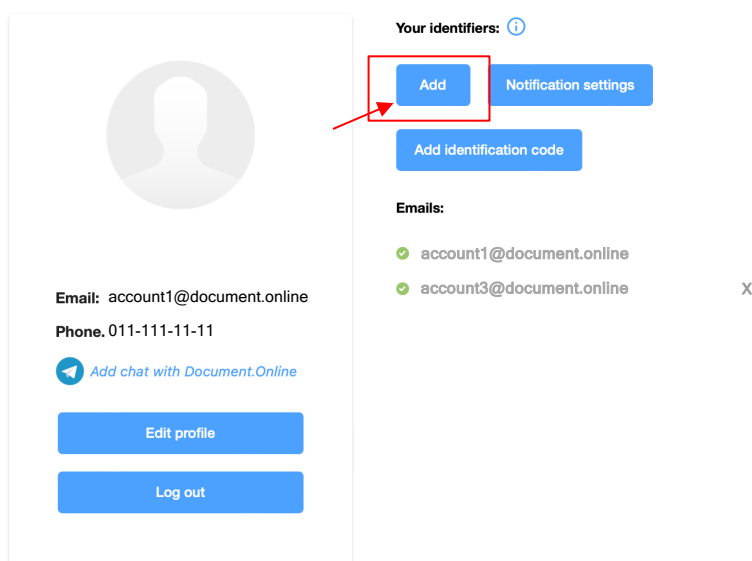 Your identifiers:
Add
Notification settings
Add identification code
Emails:
account1@document.online
account3@document.online X
Email: account1@document.online
Phone. 011-111-11-11
Add chat with Document.Online
Edit profile
Log out